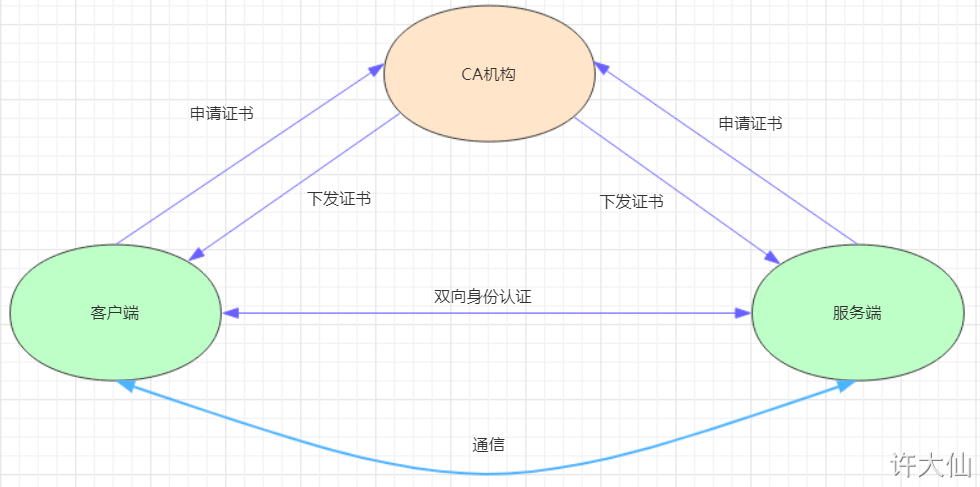 CA机构
申请证书
申请证书
下发证书
下发证书
双向身份认证
客户端
服务端
通信
许大仙